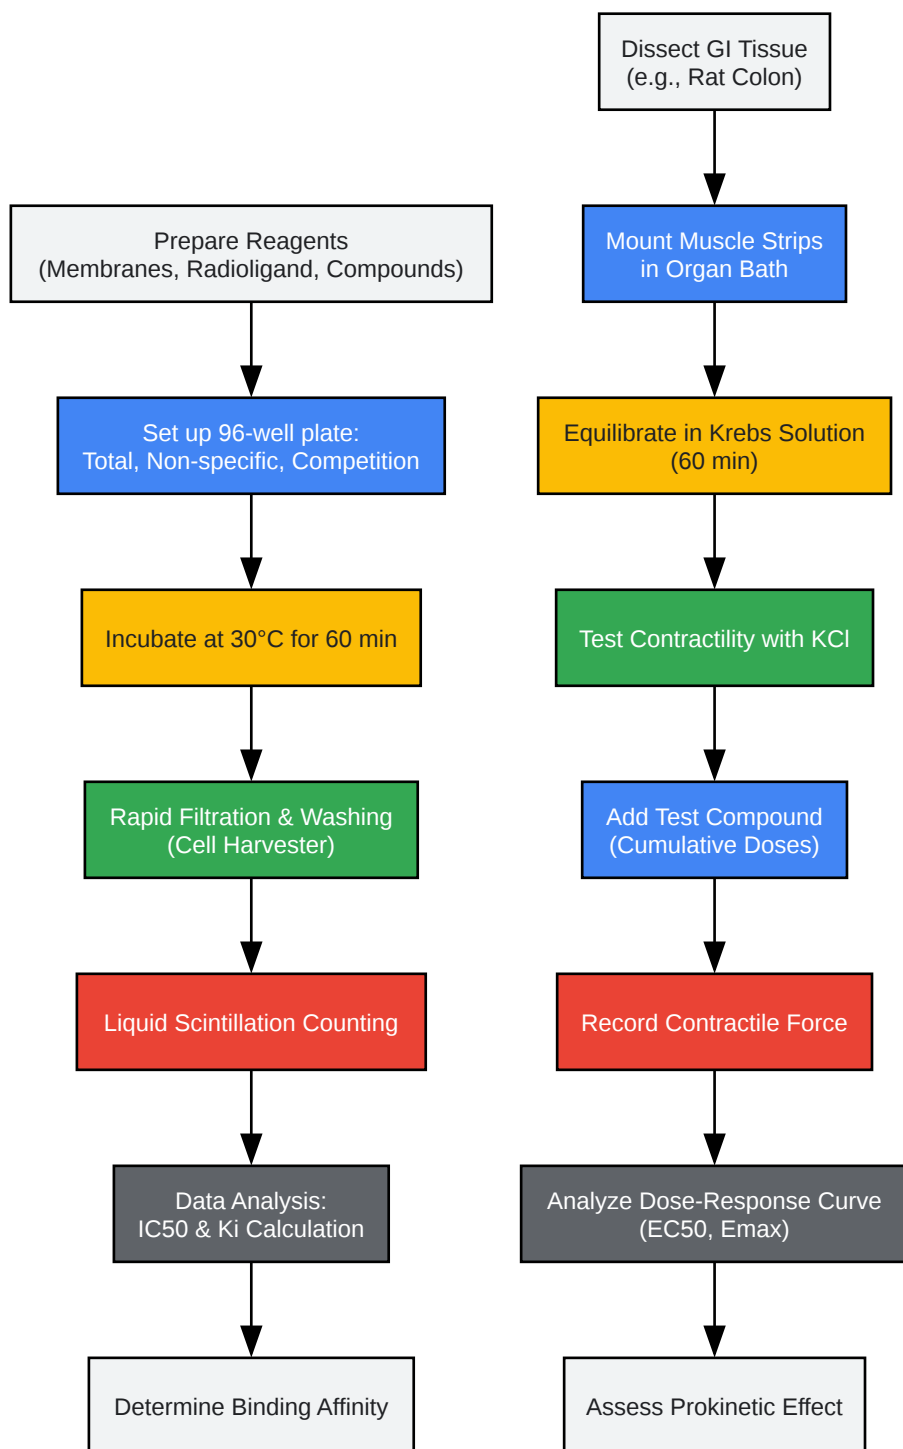 Dissect GI Tissue
(e.g., Rat Colon)
Prepare Reagents
(Membranes, Radioligand, Compounds)
Mount Muscle Strips
in Organ Bath
Set up 96-well plate:
Total, Non-specific, Competition
Equilibrate in Krebs Solution
(60 min)
Incubate at 30°C for 60 min
Test Contractility with KCl
Rapid Filtration & Washing
(Cell Harvester)
Add Test Compound
(Cumulative Doses)
Liquid Scintillation Counting
Record Contractile Force
Data Analysis:
IC50 & Ki Calculation
Analyze Dose-Response Curve
(EC50, Emax)
Determine Binding Affinity
Assess Prokinetic Effect